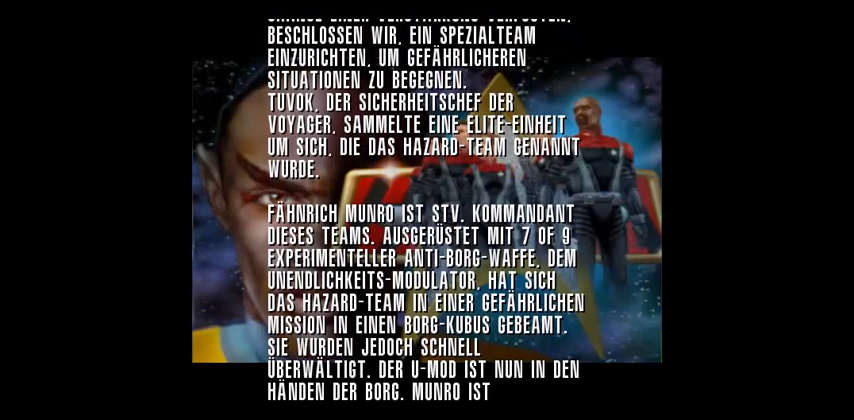 BESCHLOSSEN WIR, EIN SPEZIALTEAM
EINZURICHTEN, UM GEFÄHRLICHEREN
SITUATIONEN ZU BEGEGNEN.
TUVOK, DER SICHERHEITSCHEF DER
VOYAGER, SAMMELTE EINE ELITE-EINHEIT
UM SICH, DIE DAS HAZARD-TEAM GENANNT
WURDE.
FÄHNRICH MUNRO IST STV. KOMMANDANT
DIESES TEAMS. AUSGERÜSTET MIT 7 OF 9
EXPERIMENTELLER ANTI-BORG-WAFFE, DEM
UNENDLICHKEITS-MODULATOR, HAT SICH
DAS HAZARD-TEAM IN EINER GEFÄHRLICHEN
MISSION IN EINEN BORG-KUBUS GEBEAMT.
SIE WURDEN JEDOCH SCHNELL
ÜBERWÄLTIGT. DER U-MOD IST NUN IN DEN
HÄNDEN DER BORG. MUNRO IST